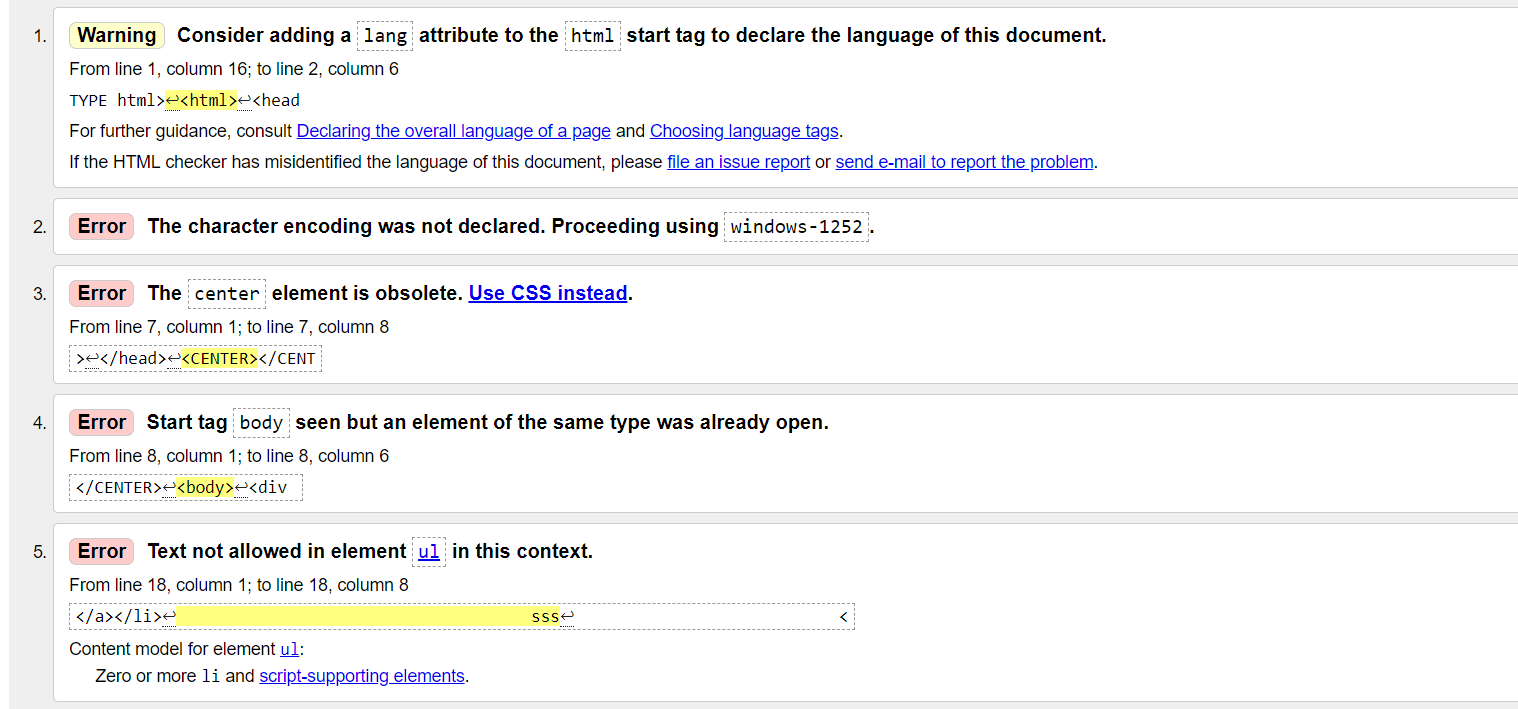 1. Warning Consider adding a lang attribute to the html start tag to declare the language of this document.
From line 1, column 16; to line 2, column 6
TYPE html>↩<html>↩<head
For further guidance, consult Declaring the overall language of a page and Choosing language tags.
If the HTML checker has misidentified the language of this document, please file an issue report or send e-mail to report the problem.
2. Error The character encoding was not declared. Proceeding using windows-1252.
3. Error The center element is obsolete. Use CSS instead.
From line 7, column 1; to line 7, column 8
>↩</head>↩<CENTER></CENT
4. Error Start tag body seen but an element of the same type was already open.
From line 8, column 1; to line 8, column 6
</CENTER>↩<body>↩<div
5. Error Text not allowed in element ul in this context.
From line 18, column 1; to line 18, column 8
</a></li>↩ sss↩ <
Content model for element ul:
Zero or more li and script-supporting elements.